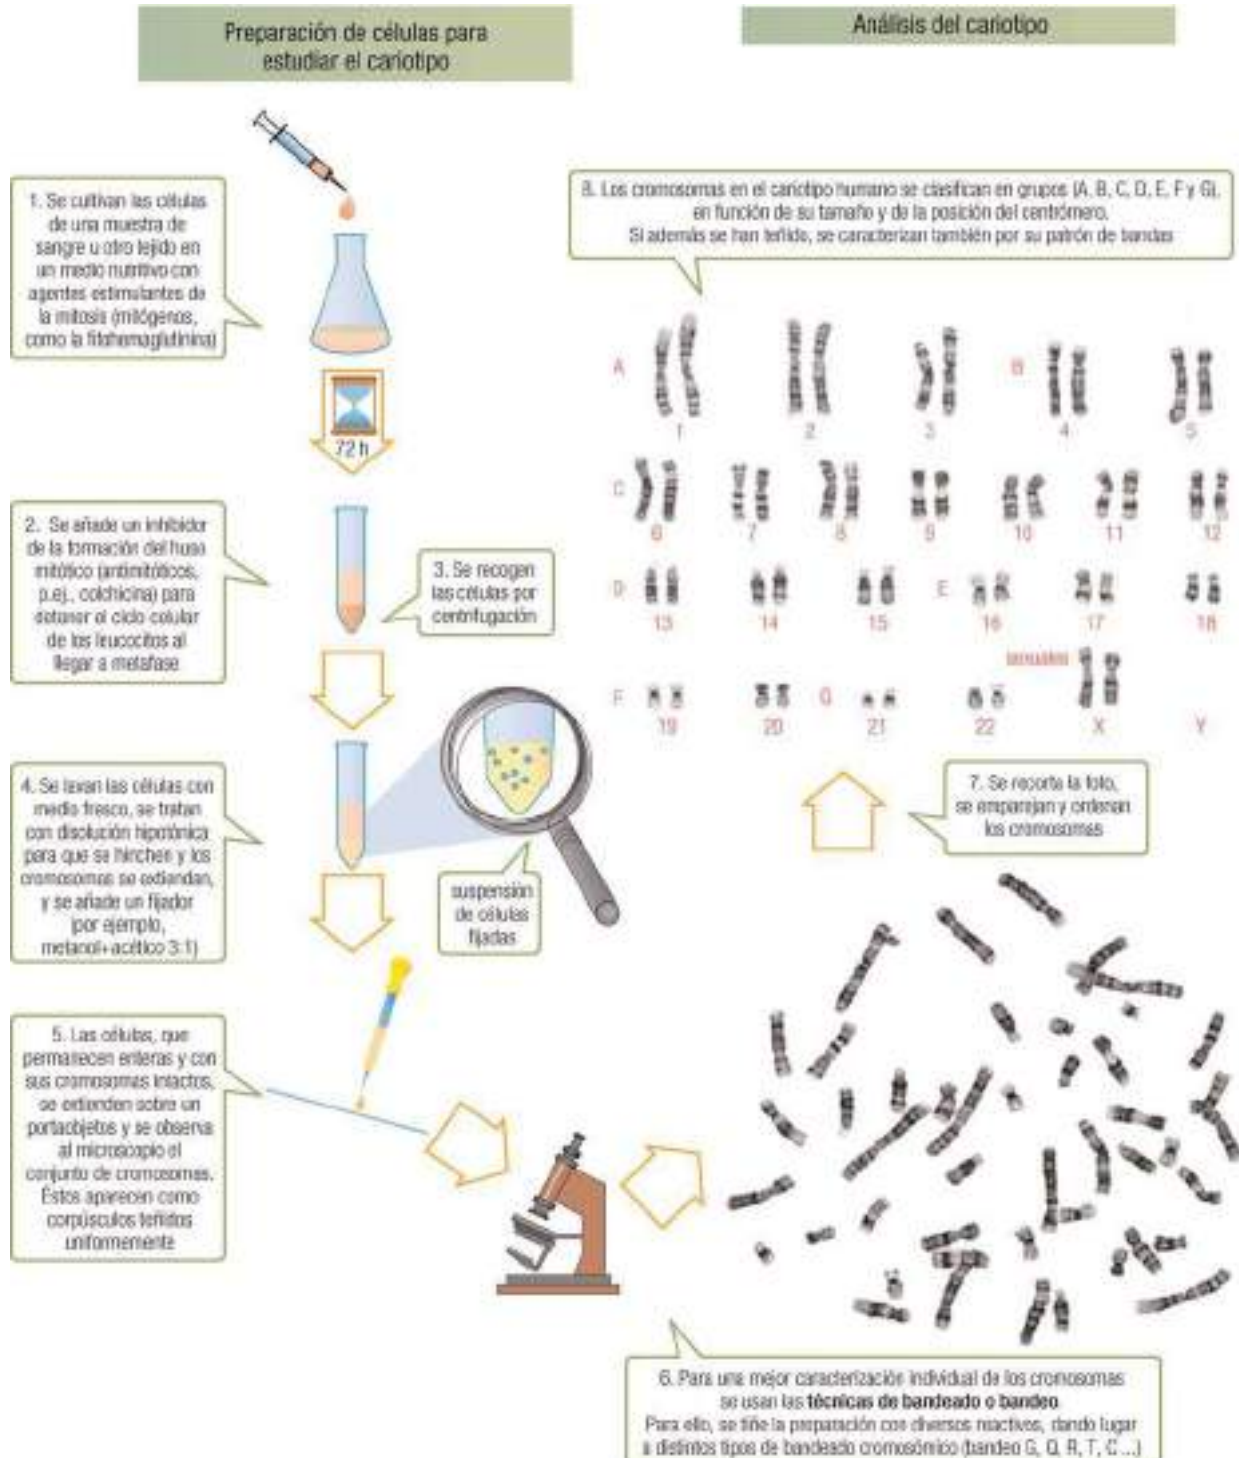 Preparación de células para
estudiar el cariotipo
Análisis del cariotipo
1. Se cultivan las células
de una muestra de
sangre u otro tejido en
un medio nutritivo con
agentes estimulantes de
la mitosis (mitógenos,
como la fitohemaglutinina)
72 h
2. Se añade un inhibidor
de la formación del huso
mitótico (antimitóticos,
p.ej., colchicina) para
detener el ciclo celular
de los leucocitos al
llegar a metafase
3. Se recogen
las células por
centrifugación
4. Se lavan las células con
medio fresco, se tratan
con disolución hipotónica
para que se hinchen y los
cromosomas se extiendan,
y se añade un fijador
(por ejemplo,
metanol+acético 3:1)
suspensión
de células
fijadas
5. Las células, que
permanecen enteras y con
sus cromosomas intactos,
se extienden sobre un
portaobjetos y se observa
al microscopio el
conjunto de cromosomas.
Éstos aparecen como
corpúsculos teñidos
uniformemente
6. Para una mejor caracterización individual de los cromosomas
se usan las técnicas de bandeado o bandeo
Para ello, se tiñe la preparación con diversos reactivos, dando lugar
a distintos tipos de bandeado cromosómico (bandeo G, Q, R, T, C ...)
7. Se recorta la foto,
se emparejan y ordenan
los cromosomas
8. Los cromosomas en el cariotipo humano se clasifican en grupos (A, B, C, D, E, F y G),
en función de su tamaño y de la posición del centrómero.
Si además se han teñido, se caracterizan también por su patrón de bandas
A B
1 2 3 4 5
C
6 7 8 9 10 11 12
D E
13 14 15 16 17 18
sexuales
F G
19 20 21 22 X Y